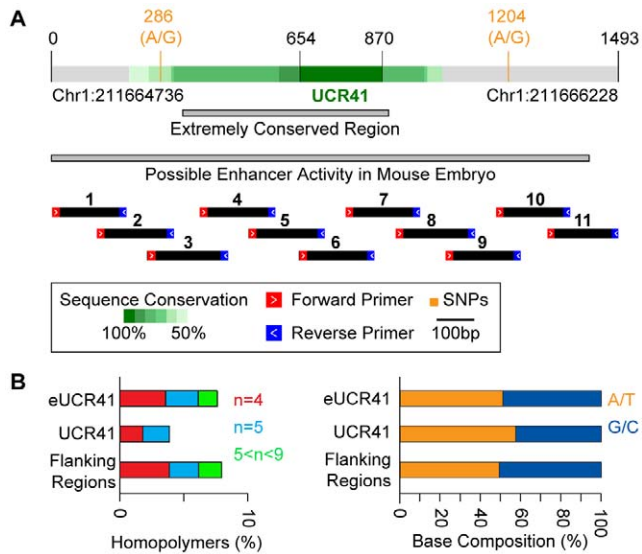 A
286
(A/G)
1204
(A/G)
0
654
870
1493
Chr1:211664736
UCR41
Chr1:211666228
Extremely Conserved Region
Possible Enhancer Activity in Mouse Embryo
1
4
7
10
2
5
8
11
3
6
9
Sequence Conservation
100%
50%
> Forward Primer
SNPs
< Reverse Primer
100bp
B
eUCR41
UCR41
Flanking
Regions
n=4
n=5
5<n<9
0
10
Homopolymers (%)
eUCR41
UCR41
Flanking
Regions
A/T
G/C
0
20
40
60
80
100
Base Composition (%)